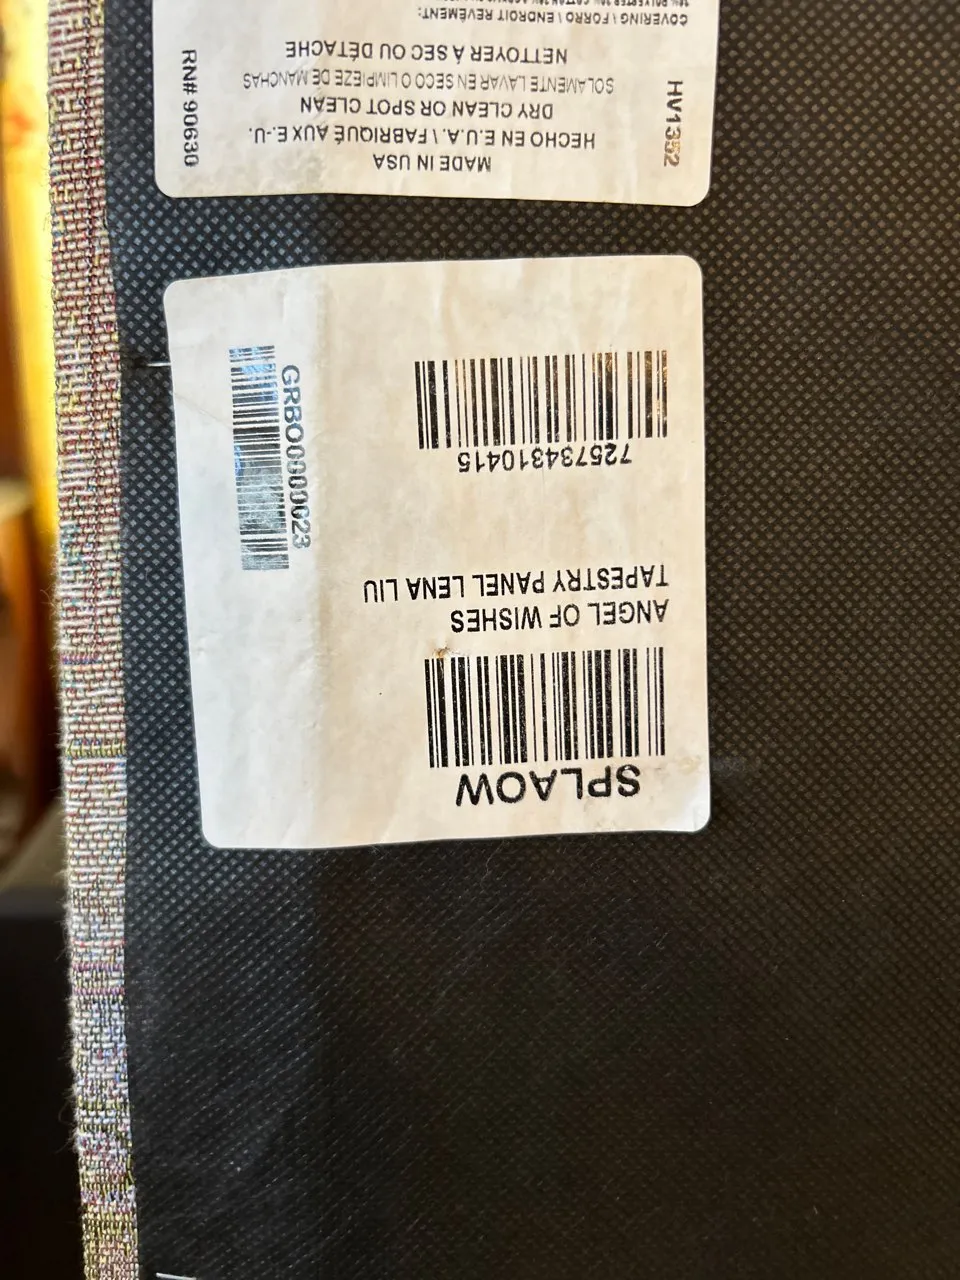 SPLAOW
ANGEL OF WISHES
TAPESTRY PANEL LENA LIU
725734310415
GRBO0000023
MADE IN USA
HECHO EN E.U.A. \ FABRIQUÉ AUX E.-U.
DRY CLEAN OR SPOT CLEAN
SOLAMENTE LAVAR EN SECO O LIMPIEZE DE MANCHAS
NETTOYER À SEC OU DÉTACHE
COVERING \ FORRO \ ENDROIT REVÉMENT:
HV1352
RN# 90630